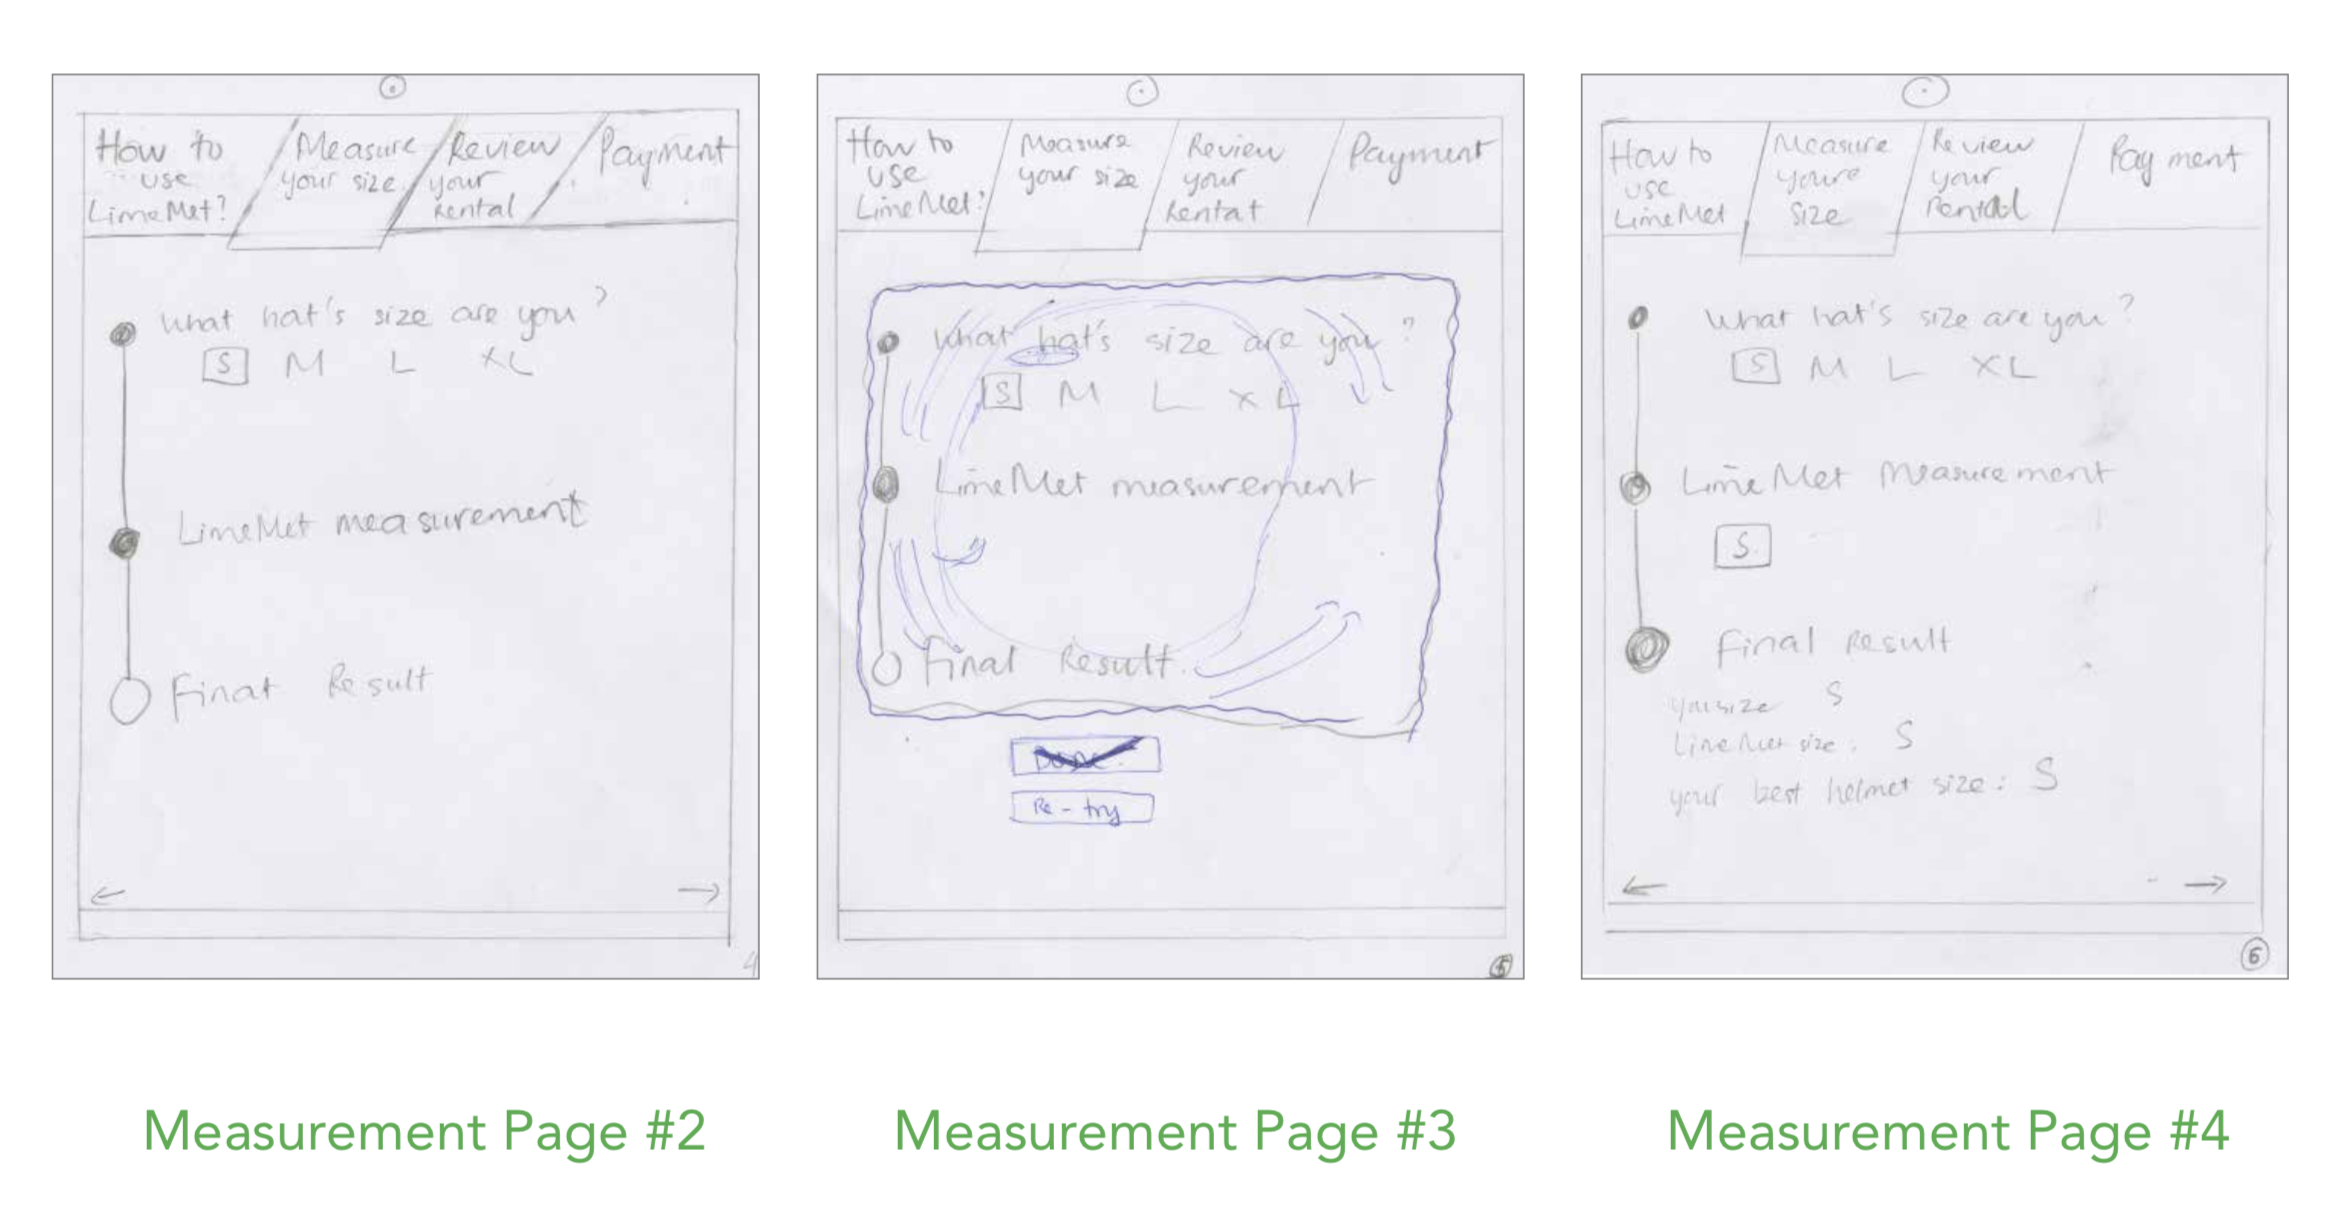 How to
use
LimeMet?
Measure
your size
Review
your
Rental
Payment
What hat's size are you?
S M L XL
LimeMet measurement
Final Result
← →
4
How to
use
LimeMet?
Measure
your size
Review
your
Rental
Payment
What hat's size are you?
S M L XL
LimeMet measurement
Final Result.
Re-try
5
How to
use
LimeMet
Measure
youre
size
Review
your
Rental
Payment
What hat's size are you?
S M L XL
LimeMet Measurement
S
Final Result
size S
LimeMet size: S
your best helmet size: S
← →
6
Measurement Page #2
Measurement Page #3
Measurement Page #4